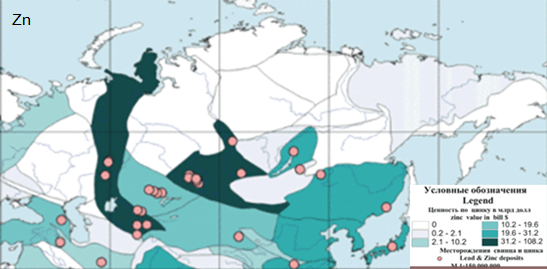 Zn
Условные обозначения
Legend
Ценность по цинку в млрд долл
zinc value in bill $
0
0.2 - 2.1
2.1 - 10.2
10.2 - 19.6
19.6 - 31.2
31.2 - 108.2
Месторождения свинца и цинка
Lead & Zinc deposits